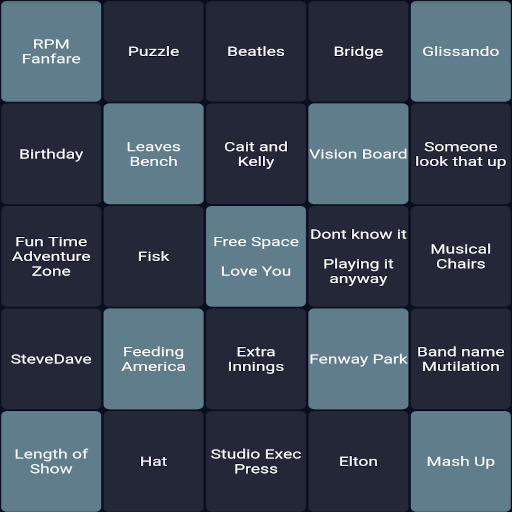 RPM
Fanfare
Puzzle
Beatles
Bridge
Glissando
Birthday
Leaves
Bench
Cait and
Kelly
Vision Board
Someone
look that up
Fun Time
Adventure
Zone
Fisk
Free Space
Love You
Dont know it
Playing it
anyway
Musical
Chairs
SteveDave
Feeding
America
Extra
Innings
Fenway Park
Band name
Mutilation
Length of
Show
Hat
Studio Exec
Press
Elton
Mash Up